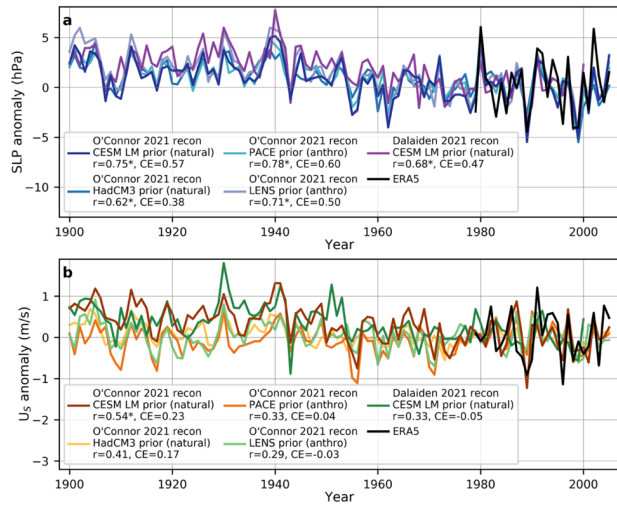 a
SLP anomaly (hPa)
5
0
−5
−10
O'Connor 2021 recon
CESM LM prior (natural)
r=0.75*, CE=0.57
O'Connor 2021 recon
PACE prior (anthro)
r=0.78*, CE=0.60
Dalaiden 2021 recon
CESM LM prior (natural)
r=0.68*, CE=0.47
O'Connor 2021 recon
HadCM3 prior (natural)
r=0.62*, CE=0.38
O'Connor 2021 recon
LENS prior (anthro)
r=0.71*, CE=0.50
ERA5
1900
1920
1940
1960
1980
2000
Year
b
U_S anomaly (m/s)
1
0
−1
−2
−3
O'Connor 2021 recon
CESM LM prior (natural)
r=0.54*, CE=0.23
O'Connor 2021 recon
PACE prior (anthro)
r=0.33, CE=0.04
Dalaiden 2021 recon
CESM LM prior (natural)
r=0.33, CE=-0.05
O'Connor 2021 recon
HadCM3 prior (natural)
r=0.41, CE=0.17
O'Connor 2021 recon
LENS prior (anthro)
r=0.29, CE=-0.03
ERA5
1900
1920
1940
1960
1980
2000
Year